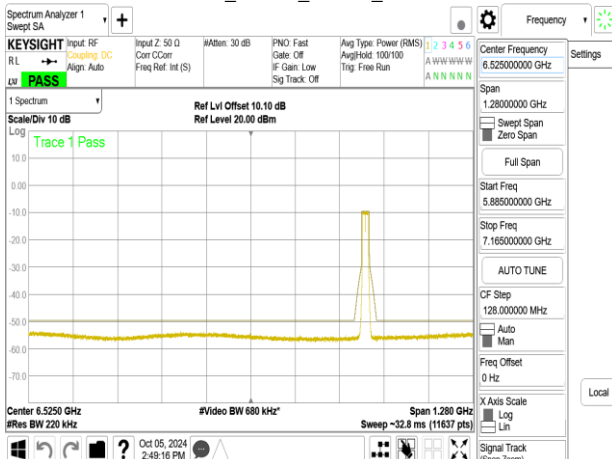 Spectrum Analyzer 1
Swept SA
+
Frequency
KEYSIGHT
RL
LXI PASS
Input: RF
Coupling: DC
Align: Auto
Input Z: 50 Ω
Corr CCorr
Freq Ref: Int (S)
#Atten: 30 dB
PNO: Fast
Gate: Off
IF Gain: Low
Sig Track: Off
Avg Type: Power (RMS)
Avg|Hold: 100/100
Trig: Free Run
1 2 3 4 5 6
A W W W W W
A N N N N N
1 Spectrum
Scale/Div 10 dB
Ref Lvl Offset 10.10 dB
Ref Level 20.00 dBm
Log
Trace 1 Pass
10.0
0.00
-10.0
-20.0
-30.0
-40.0
-50.0
-60.0
-70.0
Center 6.5250 GHz
#Res BW 220 kHz
#Video BW 680 kHz*
Span 1.280 GHz
Sweep ~32.8 ms (11637 pts)
?
Oct 05, 2024
2:49:16 PM
Center Frequency
6.525000000 GHz
Settings
Span
1.28000000 GHz
Swept Span
Zero Span
Full Span
Start Freq
5.885000000 GHz
Stop Freq
7.165000000 GHz
AUTO TUNE
CF Step
128.000000 MHz
Auto
Man
Freq Offset
0 Hz
X Axis Scale
Log
Lin
Local
Signal Track
(Span Zoom)